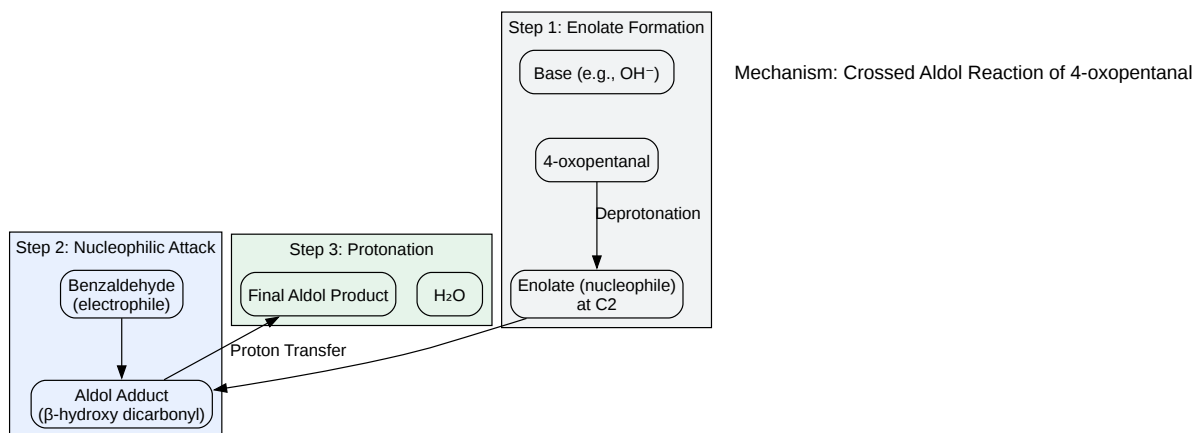 Mechanism: Crossed Aldol Reaction of 4-oxopentanal
Step 1: Enolate Formation
Base (e.g., OH⁻)
4-oxopentanal
Deprotonation
Enolate (nucleophile)
at C2
Step 2: Nucleophilic Attack
Benzaldehyde
(electrophile)
Aldol Adduct
(β-hydroxy dicarbonyl)
Step 3: Protonation
Final Aldol Product
H₂O
Proton Transfer